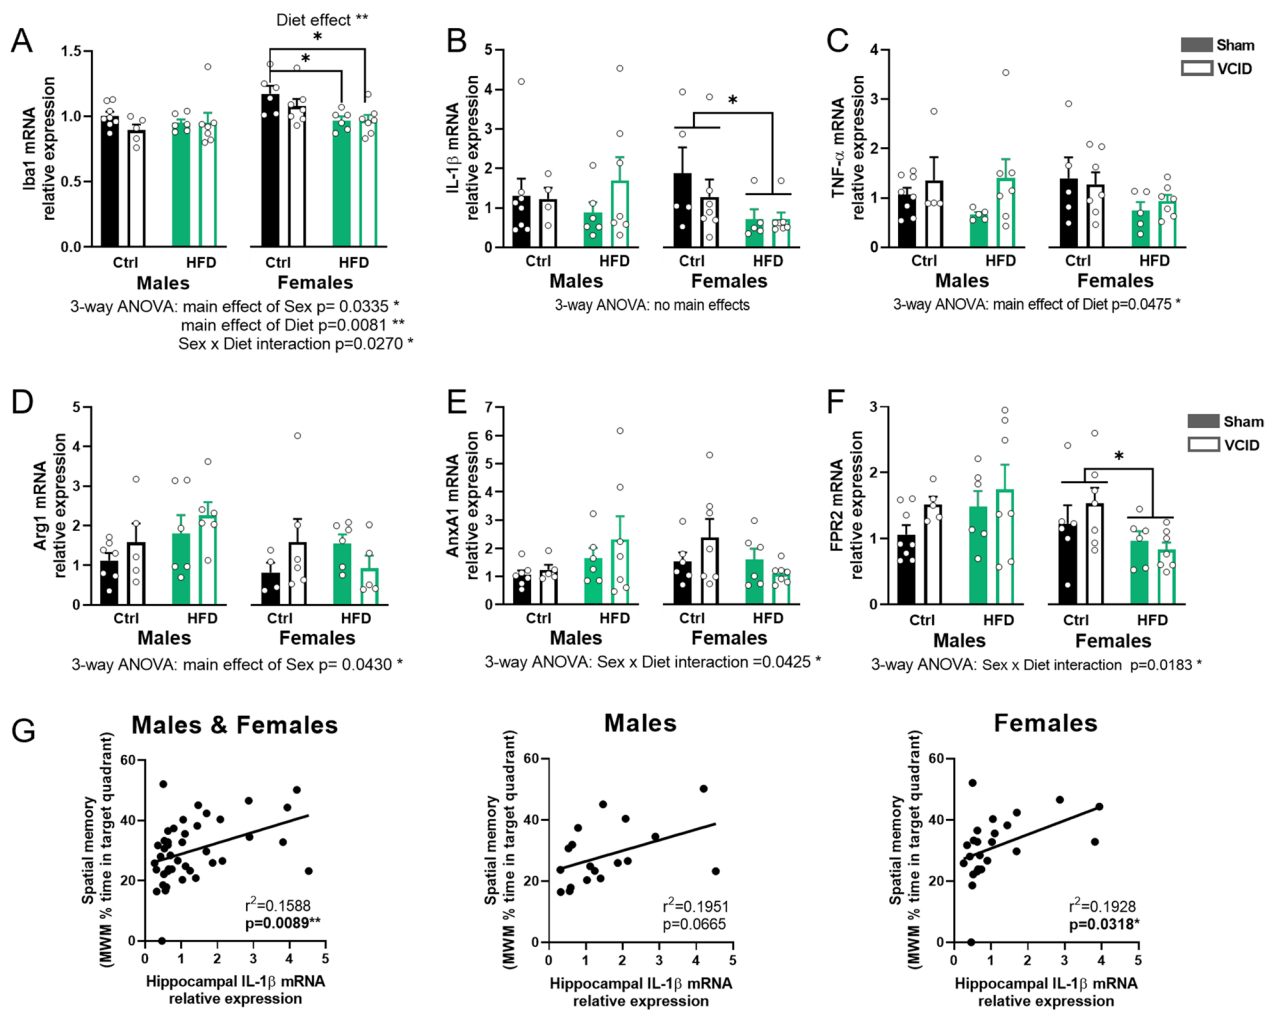 Diet effect **
A
B
C
Sham
VCID
*
*
*
Iba1 mRNA
relative expression
1.5
1.0
0.5
0.0
Ctrl
HFD
Ctrl
HFD
Males
Females
3-way ANOVA: main effect of Sex p= 0.0335 *
main effect of Diet p=0.0081 **
Sex x Diet interaction p=0.0270 *
IL-1β mRNA
relative expression
5
4
3
2
1
0
Ctrl
HFD
Ctrl
HFD
Males
Females
3-way ANOVA: no main effects
TNF-α mRNA
relative expression
4
3
2
1
0
Ctrl
HFD
Ctrl
HFD
Males
Females
3-way ANOVA: main effect of Diet p=0.0475 *
D
E
F
Sham
VCID
Arg1 mRNA
relative expression
5
4
3
2
1
0
Ctrl
HFD
Ctrl
HFD
Males
Females
3-way ANOVA: main effect of Sex p= 0.0430 *
AnxA1 mRNA
relative expression
7
6
5
4
3
2
1
0
Ctrl
HFD
Ctrl
HFD
Males
Females
3-way ANOVA: Sex x Diet interaction =0.0425 *
FPR2 mRNA
relative expression
3
2
1
0
*
Ctrl
HFD
Ctrl
HFD
Males
Females
3-way ANOVA: Sex x Diet interaction p=0.0183 *
G
Males & Females
Spatial memory
(MWM % time in target quadrant)
60
40
20
0
r²=0.1588
p=0.0089**
0 1 2 3 4 5
Hippocampal IL-1β mRNA
relative expression
Males
Spatial memory
(MWM % time in target quadrant)
60
40
20
0
r²=0.1951
p=0.0665
0 1 2 3 4 5
Hippocampal IL-1β mRNA
relative expression
Females
Spatial memory
(MWM % time in target quadrant)
60
40
20
0
r²=0.1928
p=0.0318*
0 1 2 3 4 5
Hippocampal IL-1β mRNA
relative expression